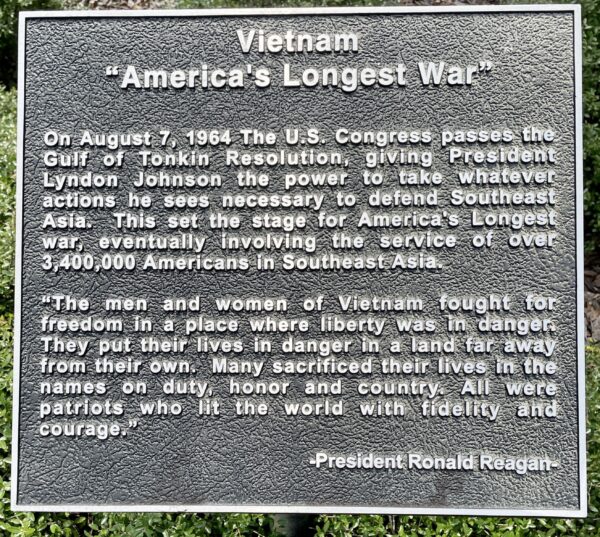 Vietnam
“America's Longest War”
On August 7, 1964 The U.S. Congress passes the
Gulf of Tonkin Resolution, giving President
Lyndon Johnson the power to take whatever
actions he sees necessary to defend Southeast
Asia. This set the stage for America's Longest
war, eventually involving the service of over
3,400,000 Americans in Southeast Asia.
“The men and women of Vietnam fought for
freedom in a place where liberty was in danger.
They put their lives in danger in a land far away
from their own. Many sacrificed their lives in the
names on duty, honor and country. All were
patriots who lit the world with fidelity and
courage.”
-President Ronald Reagan-